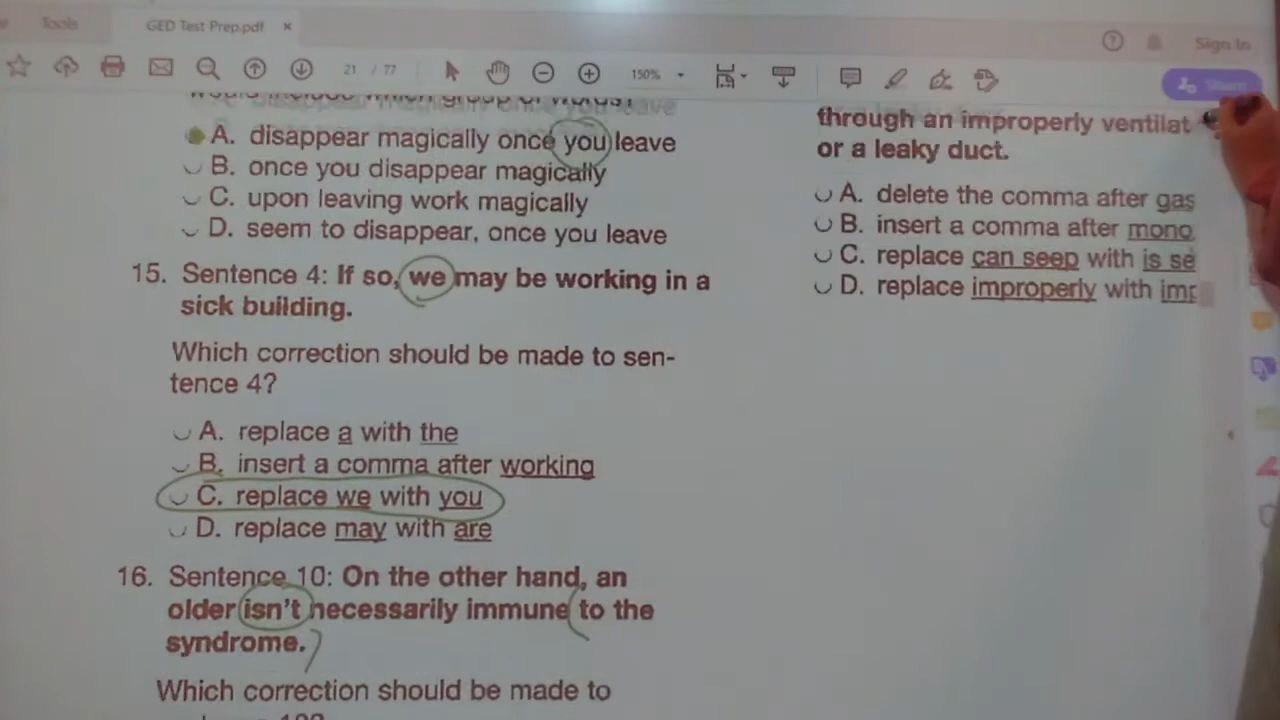 Tools
GED Test Prep.pdf ×
Sign In
21 / 77
150%
Share
A. disappear magically once you leave
B. once you disappear magically
C. upon leaving work magically
D. seem to disappear, once you leave
15. Sentence 4: If so, we may be working in a
sick building.
Which correction should be made to sen-
tence 4?
A. replace a with the
B. insert a comma after working
C. replace we with you
D. replace may with are
16. Sentence 10: On the other hand, an
older isn't necessarily immune to the
syndrome.
Which correction should be made to
through an improperly ventilat
or a leaky duct.
A. delete the comma after gas
B. insert a comma after mono
C. replace can seep with is se
D. replace improperly with imp